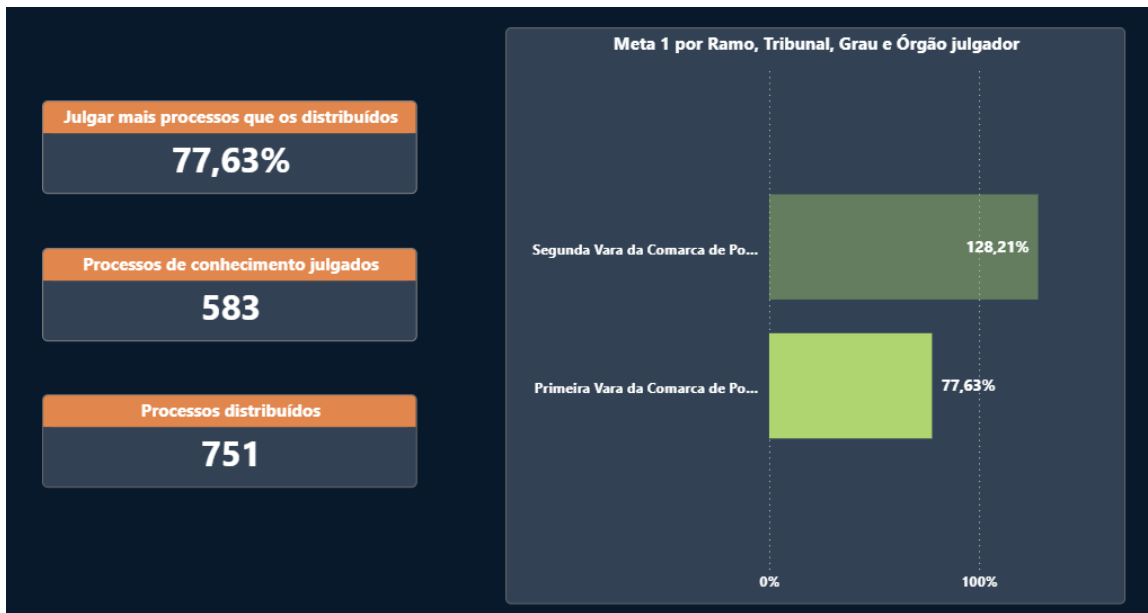 Julgar mais processos que os distribuídos
77,63%
Processos de conhecimento julgados
583
Processos distribuídos
751
Meta 1 por Ramo, Tribunal, Grau e Órgão julgador
Segunda Vara da Comarca de Po...
128,21%
Primeira Vara da Comarca de Po...
77,63%
0%
100%